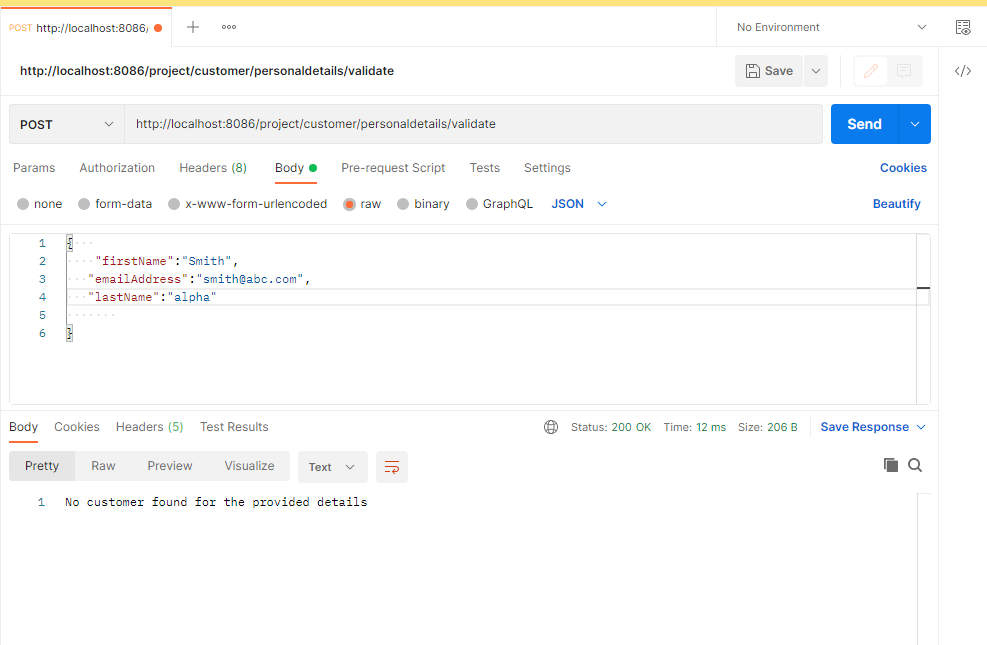 POST http://localhost:8086/ No Environment
http://localhost:8086/project/customer/personaldetails/validate Save
POST http://localhost:8086/project/customer/personaldetails/validate Send
Params Authorization Headers (8) Body Pre-request Script Tests Settings Cookies
none form-data x-www-form-urlencoded raw binary GraphQL JSON Beautify
1 {
2 "firstName":"Smith",
3 "emailAddress":"smith@abc.com",
4 "lastName":"alpha"
5
6 }
Body Cookies Headers (5) Test Results Status: 200 OK Time: 12 ms Size: 206 B Save Response
Pretty Raw Preview Visualize Text
1 No customer found for the provided details